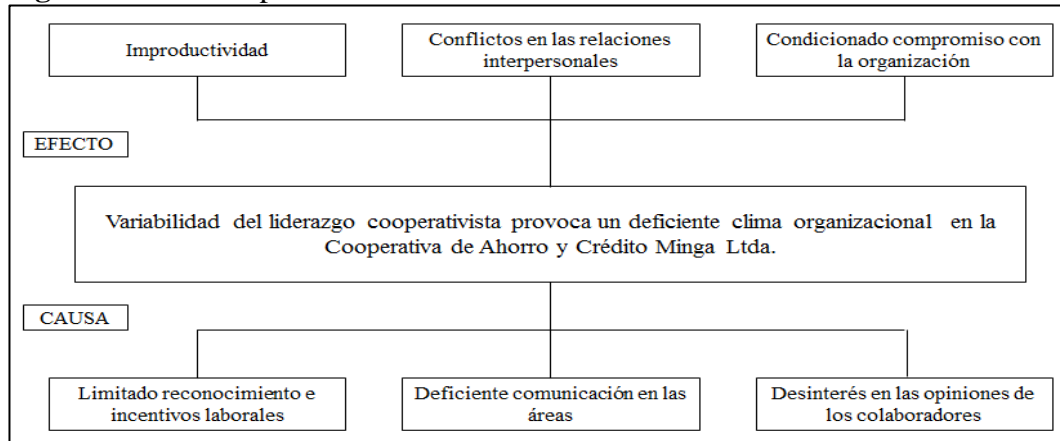 Improductividad
Conflictos en las relaciones
interpersonales
Condicionado compromiso con
la organización
EFECTO
Variabilidad del liderazgo cooperativista provoca un deficiente clima organizacional en la
Cooperativa de Ahorro y Crédito Minga Ltda.
CAUSA
Limitado reconocimiento e
incentivos laborales
Deficiente comunicación en las
áreas
Desinterés en las opiniones de
los colaboradores